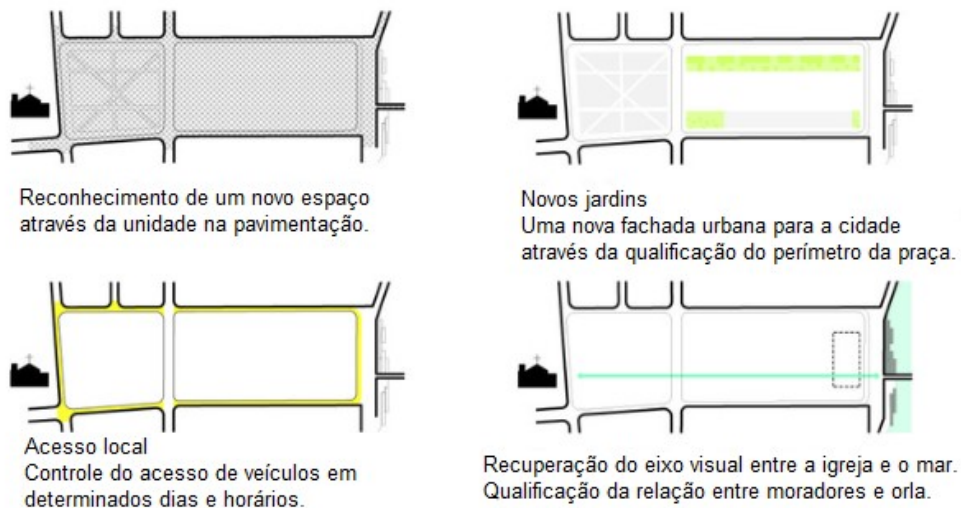 Reconhecimento de um novo espaço
através da unidade na pavimentação.
Novos jardins
Uma nova fachada urbana para a cidade
através da qualificação do perímetro da praça.
Acesso local
Controle do acesso de veículos em
determinados dias e horários.
Recuperação do eixo visual entre a igreja e o mar.
Qualificação da relação entre moradores e orla.